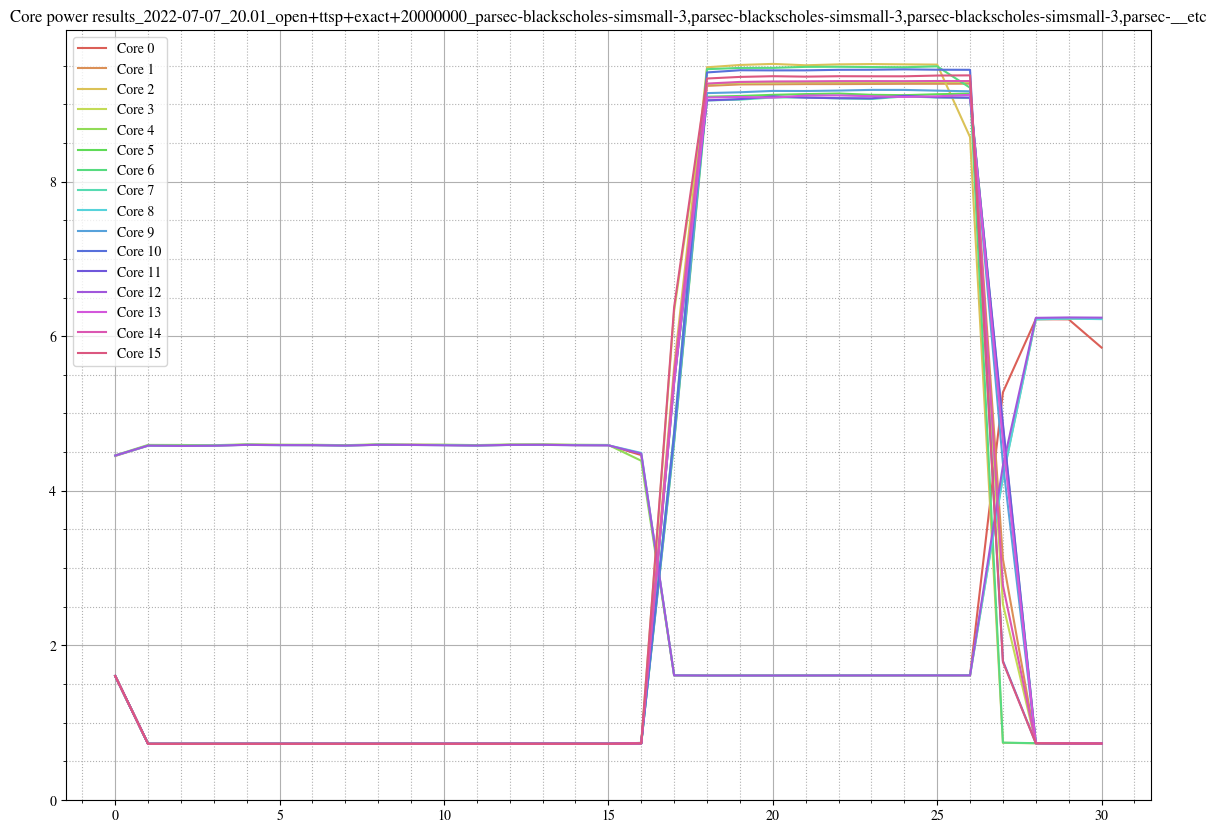 Core power results_2022-07-07_20.01_open+ttsp+exact+20000000_parsec-blackscholes-simsmall-3,parsec-blackscholes-simsmall-3,parsec-blackscholes-simsmall-3,parsec-__etc
Core 0
Core 1
Core 2
Core 3
Core 4
Core 5
Core 6
Core 7
Core 8
Core 9
Core 10
Core 11
Core 12
Core 13
Core 14
Core 15
8
6
4
2
0
0 5 10 15 20 25 30